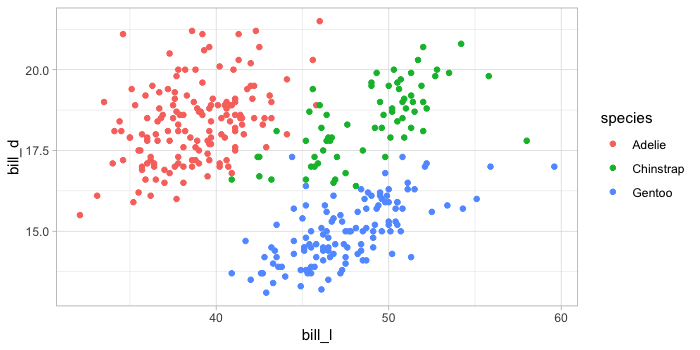 bill_d
20.0
17.5
15.0
40
50
60
bill_l
species
Adelie
Chinstrap
Gentoo